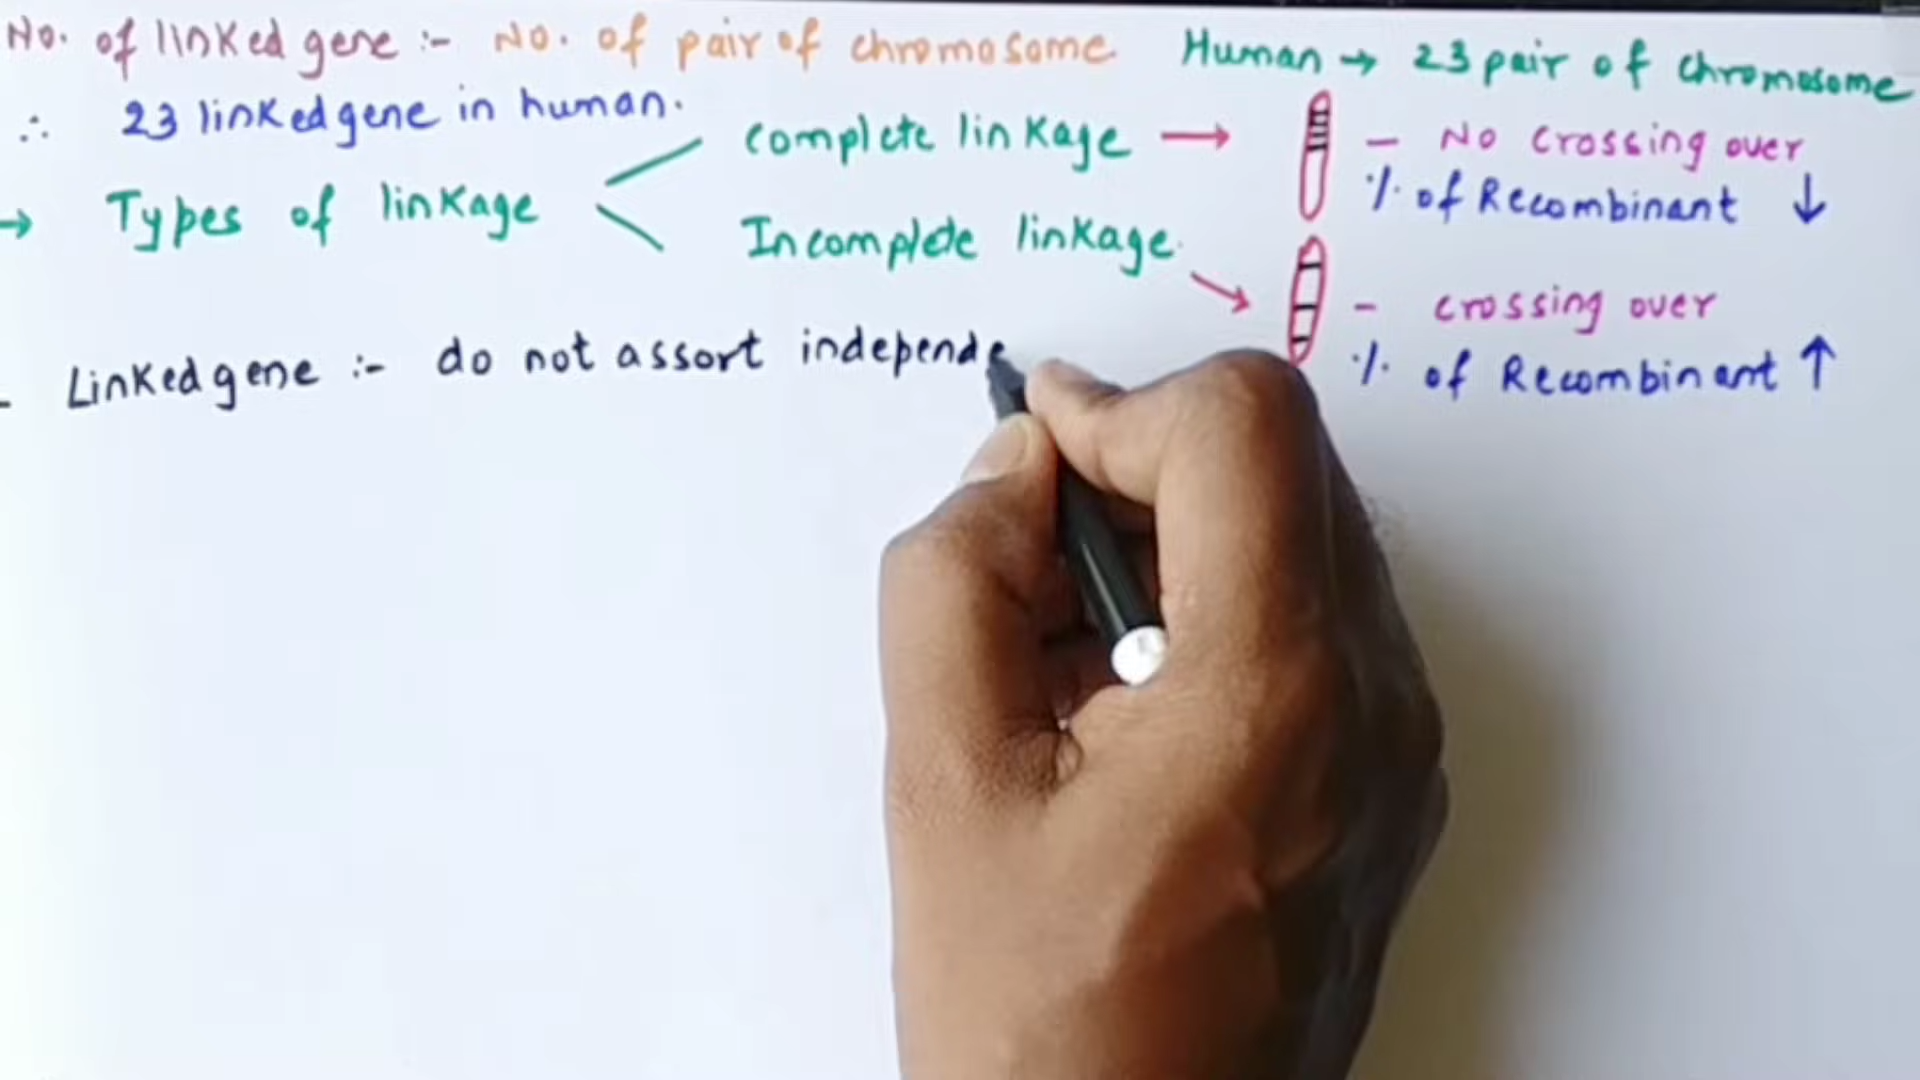 No. of linked gene :- No. of pair of chromosome
Human → 23 pair of chromosome
∴ 23 linked gene in human.
→ Types of linkage
complete linkage →
- No crossing over
% of Recombinant ↓
Incomplete linkage. →
- crossing over
% of Recombinant ↑
- Linked gene :- do not assort independe